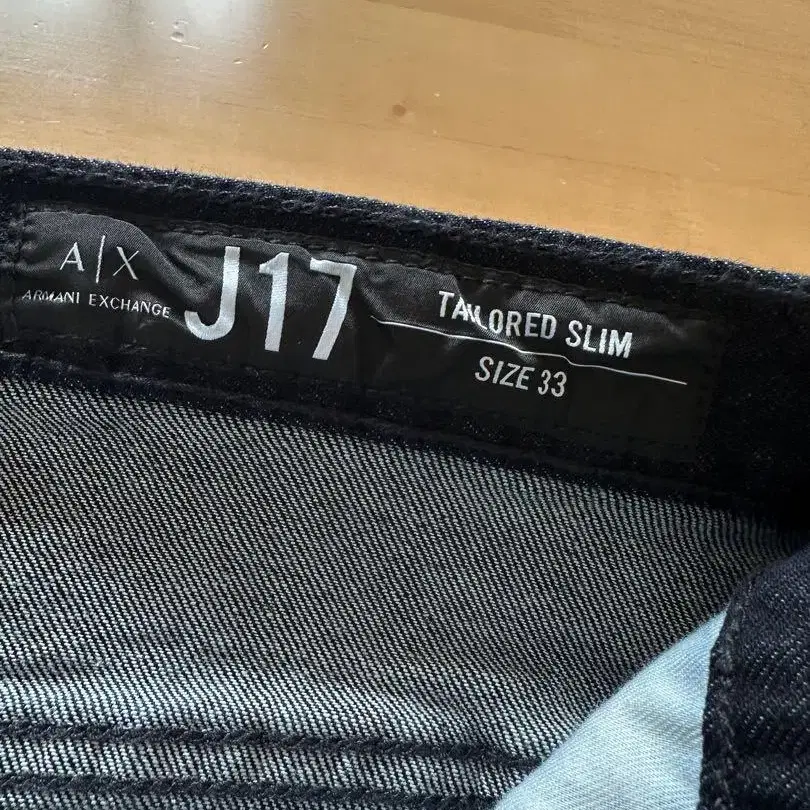 A|X
ARMANI EXCHANGE
J17
TAILORED SLIM
SIZE 33